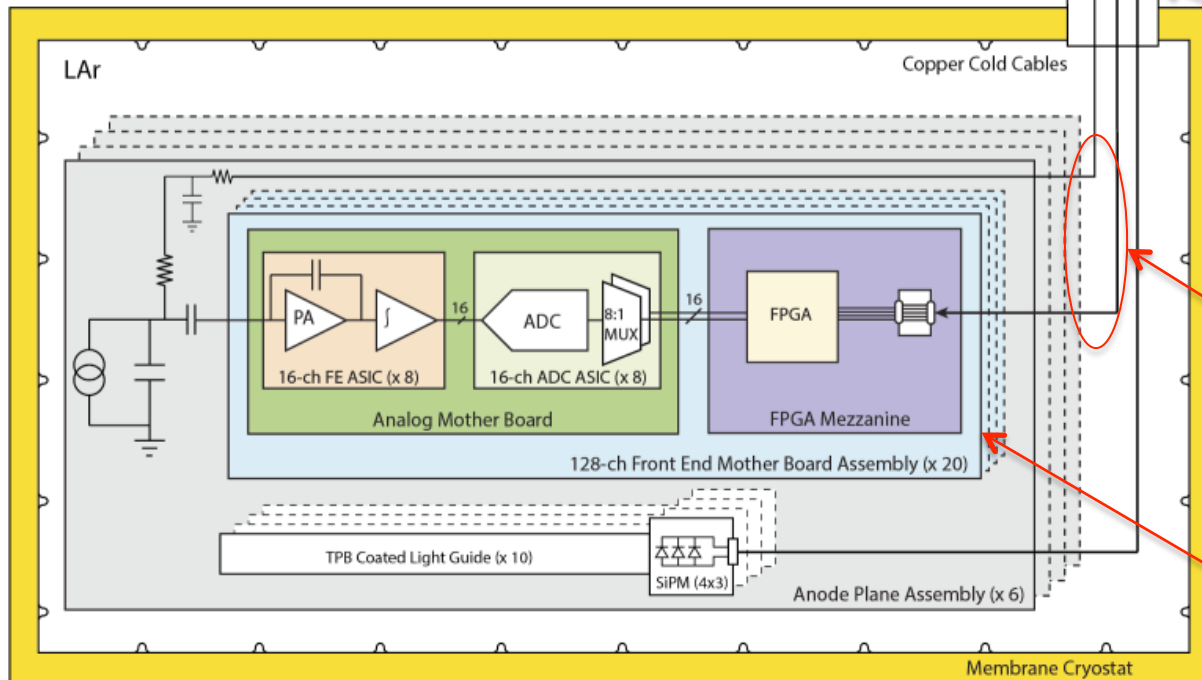 LAr
Copper Cold Cables
PA
∫
16
ADC
8:1
MUX
16
FPGA
16-ch FE ASIC (x 8)
16-ch ADC ASIC (x 8)
Analog Mother Board
FPGA Mezzanine
128-ch Front End Mother Board Assembly (x 20)
TPB Coated Light Guide (x 10)
SiPM (4x3)
Anode Plane Assembly (x 6)
Membrane Cryostat